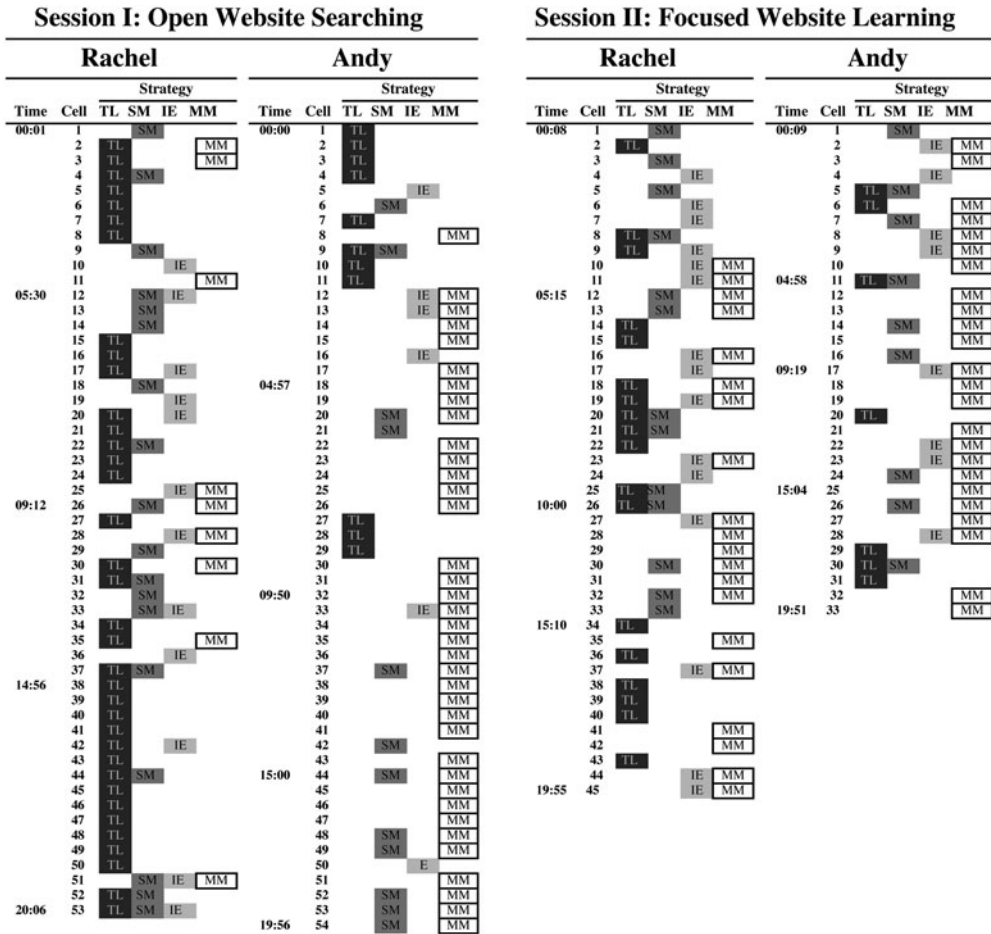 Session I: Open Website Searching Session II: Focused Website Learning
Rachel Andy Rachel Andy
Strategy Strategy Strategy Strategy
Time Cell TL SM IE MM Time Cell TL SM IE MM Time Cell TL SM IE MM Time Cell TL SM IE MM
00:01 1 SM 00:00 1 TL 00:08 1 SM 00:09 1 SM
2 TL MM 2 TL 2 TL 2 IE MM
3 TL MM 3 TL 3 SM 3 MM
4 TL SM 4 TL 4 IE 4 IE
5 TL 5 IE 5 SM 5 TL SM
6 TL 6 SM 6 IE 6 TL MM
7 TL 7 TL 7 IE 7 SM MM
8 TL 8 MM 8 TL SM 8 IE MM
9 SM 9 TL SM 9 TL IE 9 IE MM
10 IE 10 TL 10 IE MM 10 MM
11 MM 11 TL 11 IE MM 04:58 11 TL SM
05:30 12 SM IE 12 IE MM 05:15 12 SM MM 12 MM
13 SM 13 IE MM 13 SM MM 13 MM
14 SM 14 MM 14 TL 14 SM MM
15 TL 15 MM 15 TL 15 MM
16 TL 16 IE 16 IE MM 16 SM
17 TL IE 17 MM 17 IE 09:19 17 IE MM
18 SM 04:57 18 MM 18 TL MM 18 MM
19 IE 19 MM 19 TL IE MM 19 MM
20 TL IE 20 SM MM 20 TL SM 20 TL
21 TL 21 SM 21 TL SM 21 MM
22 TL SM 22 MM 22 TL 22 IE MM
23 TL 23 MM 23 IE MM 23 IE MM
24 TL 24 MM 24 IE 24 SM MM
25 IE MM 25 MM 25 TL SM 15:04 25 MM
09:12 26 SM MM 26 MM 10:00 26 TL SM 26 SM MM
27 TL 27 TL 27 IE MM 27 MM
28 IE MM 28 TL 28 MM 28 IE MM
29 SM 29 TL 29 MM 29 TL
30 TL MM 30 MM 30 SM MM 30 TL SM
31 TL SM 31 MM 31 MM 31 TL
32 SM 09:50 32 MM 32 SM MM 32 MM
33 SM IE 33 IE MM 33 SM 19:51 33 MM
34 TL 34 MM 15:10 34 TL
35 TL MM 35 MM 35 MM
36 IE 36 MM 36 TL
37 TL SM 37 SM MM 37 IE MM
14:56 38 TL 38 MM 38 TL
39 TL 39 MM 39 TL
40 TL 40 MM 40 TL
41 TL 41 MM 41 MM
42 TL IE 42 SM 42 MM
43 TL 43 MM 43 TL
44 TL SM 15:00 44 SM MM 44 IE MM
45 TL 45 MM 19:55 45 IE MM
46 TL 46 MM
47 TL 47 MM
48 TL 48 SM MM
49 TL 49 SM MM
50 TL 50 E
51 SM IE MM 51 MM
52 TL SM 52 SM MM
20:06 53 TL SM IE 53 SM MM
19:56 54 SM MM